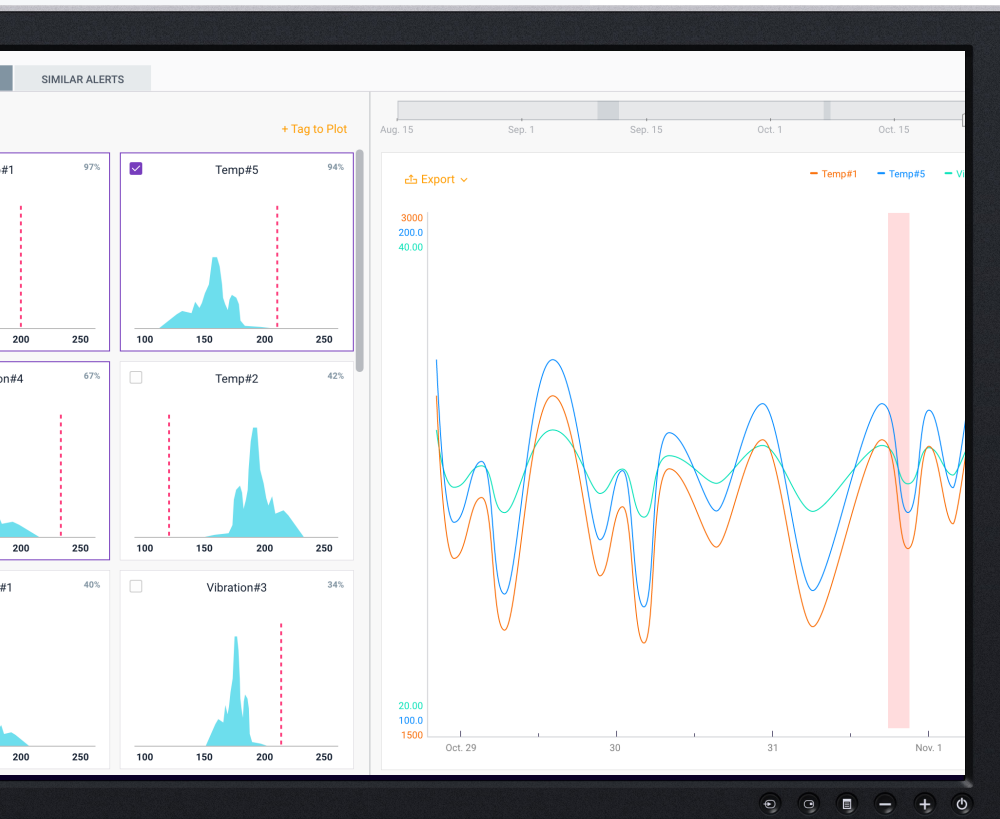 SIMILAR ALERTS
+ Tag to Plot
#1 97%
200 250
Temp#5 94%
100 150 200 250
on#4 67%
200 250
Temp#2 42%
100 150 200 250
#1 40%
200 250
Vibration#3 34%
100 150 200 250
Aug. 15 Sep. 1 Sep. 15 Oct. 1 Oct. 15
Export
Temp#1 Temp#5 Vi
3000
200.0
40.00
20.00
100.0
1500
Oct. 29 30 31 Nov. 1